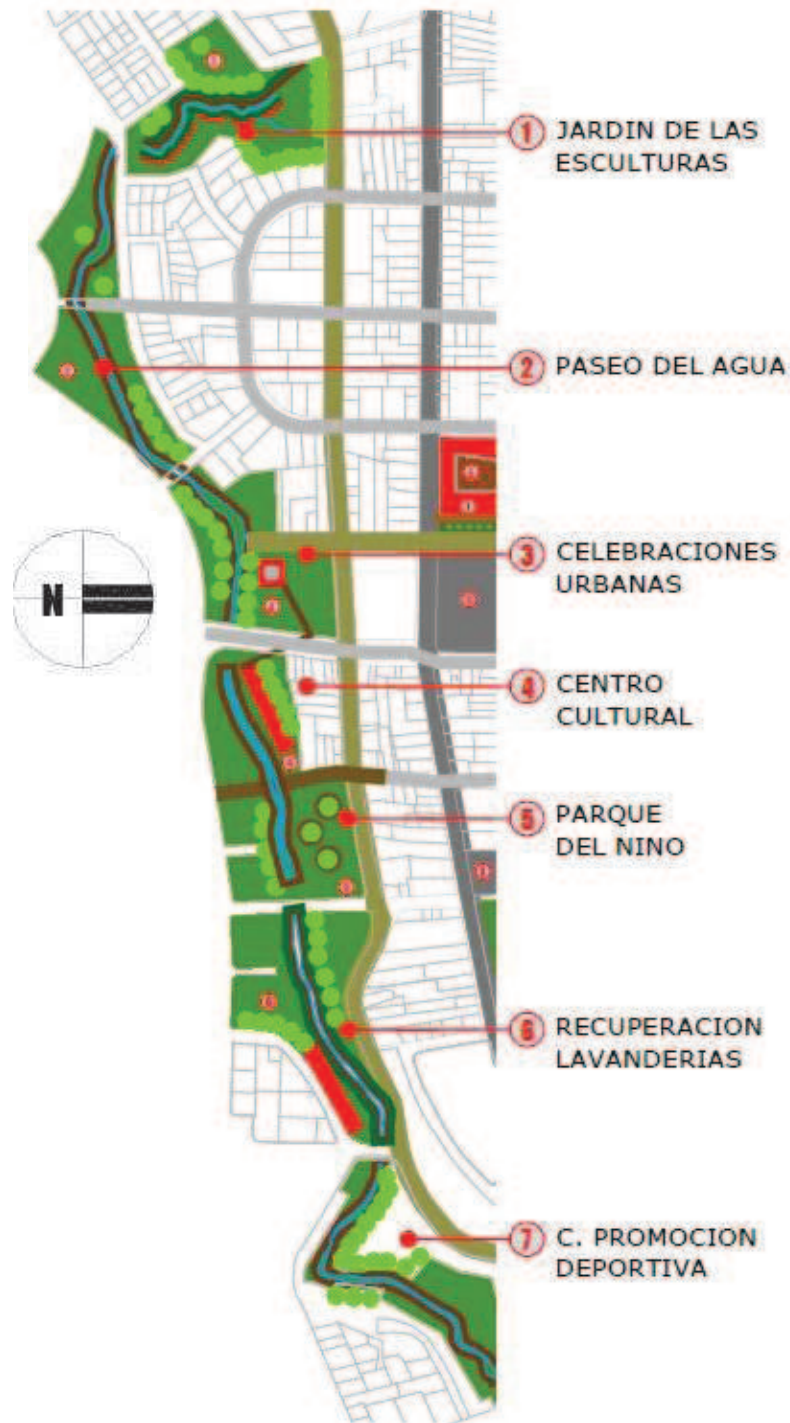 1 JARDIN DE LAS
ESCULTURAS
2 PASEO DEL AGUA
3 CELEBRACIONES
URBANAS
N
4 CENTRO
CULTURAL
5 PARQUE
DEL NINO
6 RECUPERACION
LAVANDERIAS
7 C. PROMOCION
DEPORTIVA